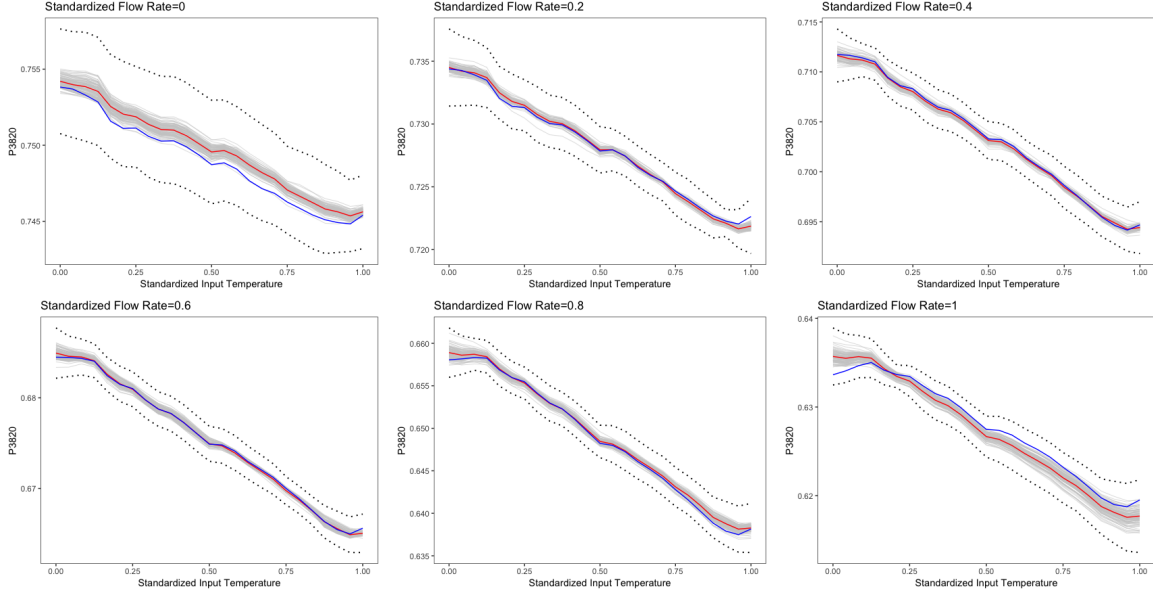 Standardized Flow Rate=0
0.755
0.750
0.745
P3820
0.00
0.25
0.50
0.75
1.00
Standardized Input Temperature
Standardized Flow Rate=0.2
0.735
0.730
0.725
0.720
P3820
0.00
0.25
0.50
0.75
1.00
Standardized Input Temperature
Standardized Flow Rate=0.4
0.715
0.710
0.705
0.700
0.695
P3820
0.00
0.25
0.50
0.75
1.00
Standardized Input Temperature
Standardized Flow Rate=0.6
0.68
0.67
P3820
0.00
0.25
0.50
0.75
1.00
Standardized Input Temperature
Standardized Flow Rate=0.8
0.660
0.655
0.650
0.645
0.640
0.635
P3820
0.00
0.25
0.50
0.75
1.00
Standardized Input Temperature
Standardized Flow Rate=1
0.64
0.63
0.62
P3820
0.00
0.25
0.50
0.75
1.00
Standardized Input Temperature